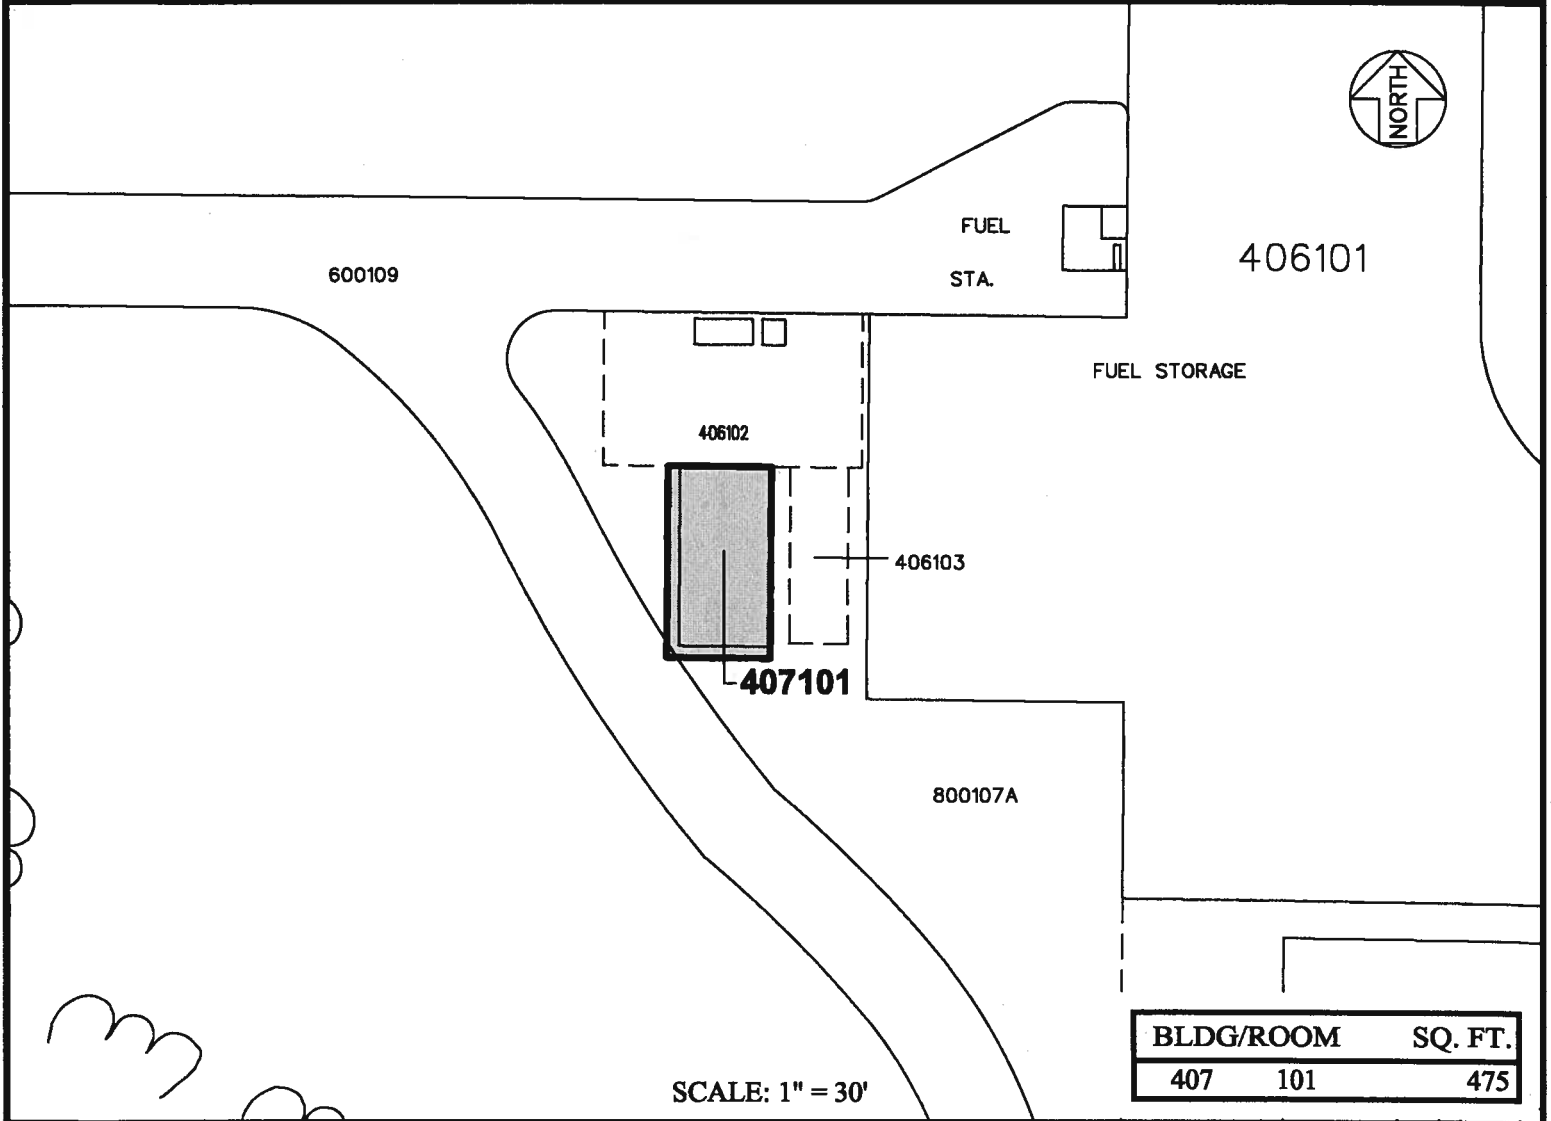 NORTH
FUEL
STA.
406101
600109
FUEL STORAGE
406102
406103
407101
800107A
BLDG/ROOM SQ. FT.
407 101 475
SCALE: 1" = 30'